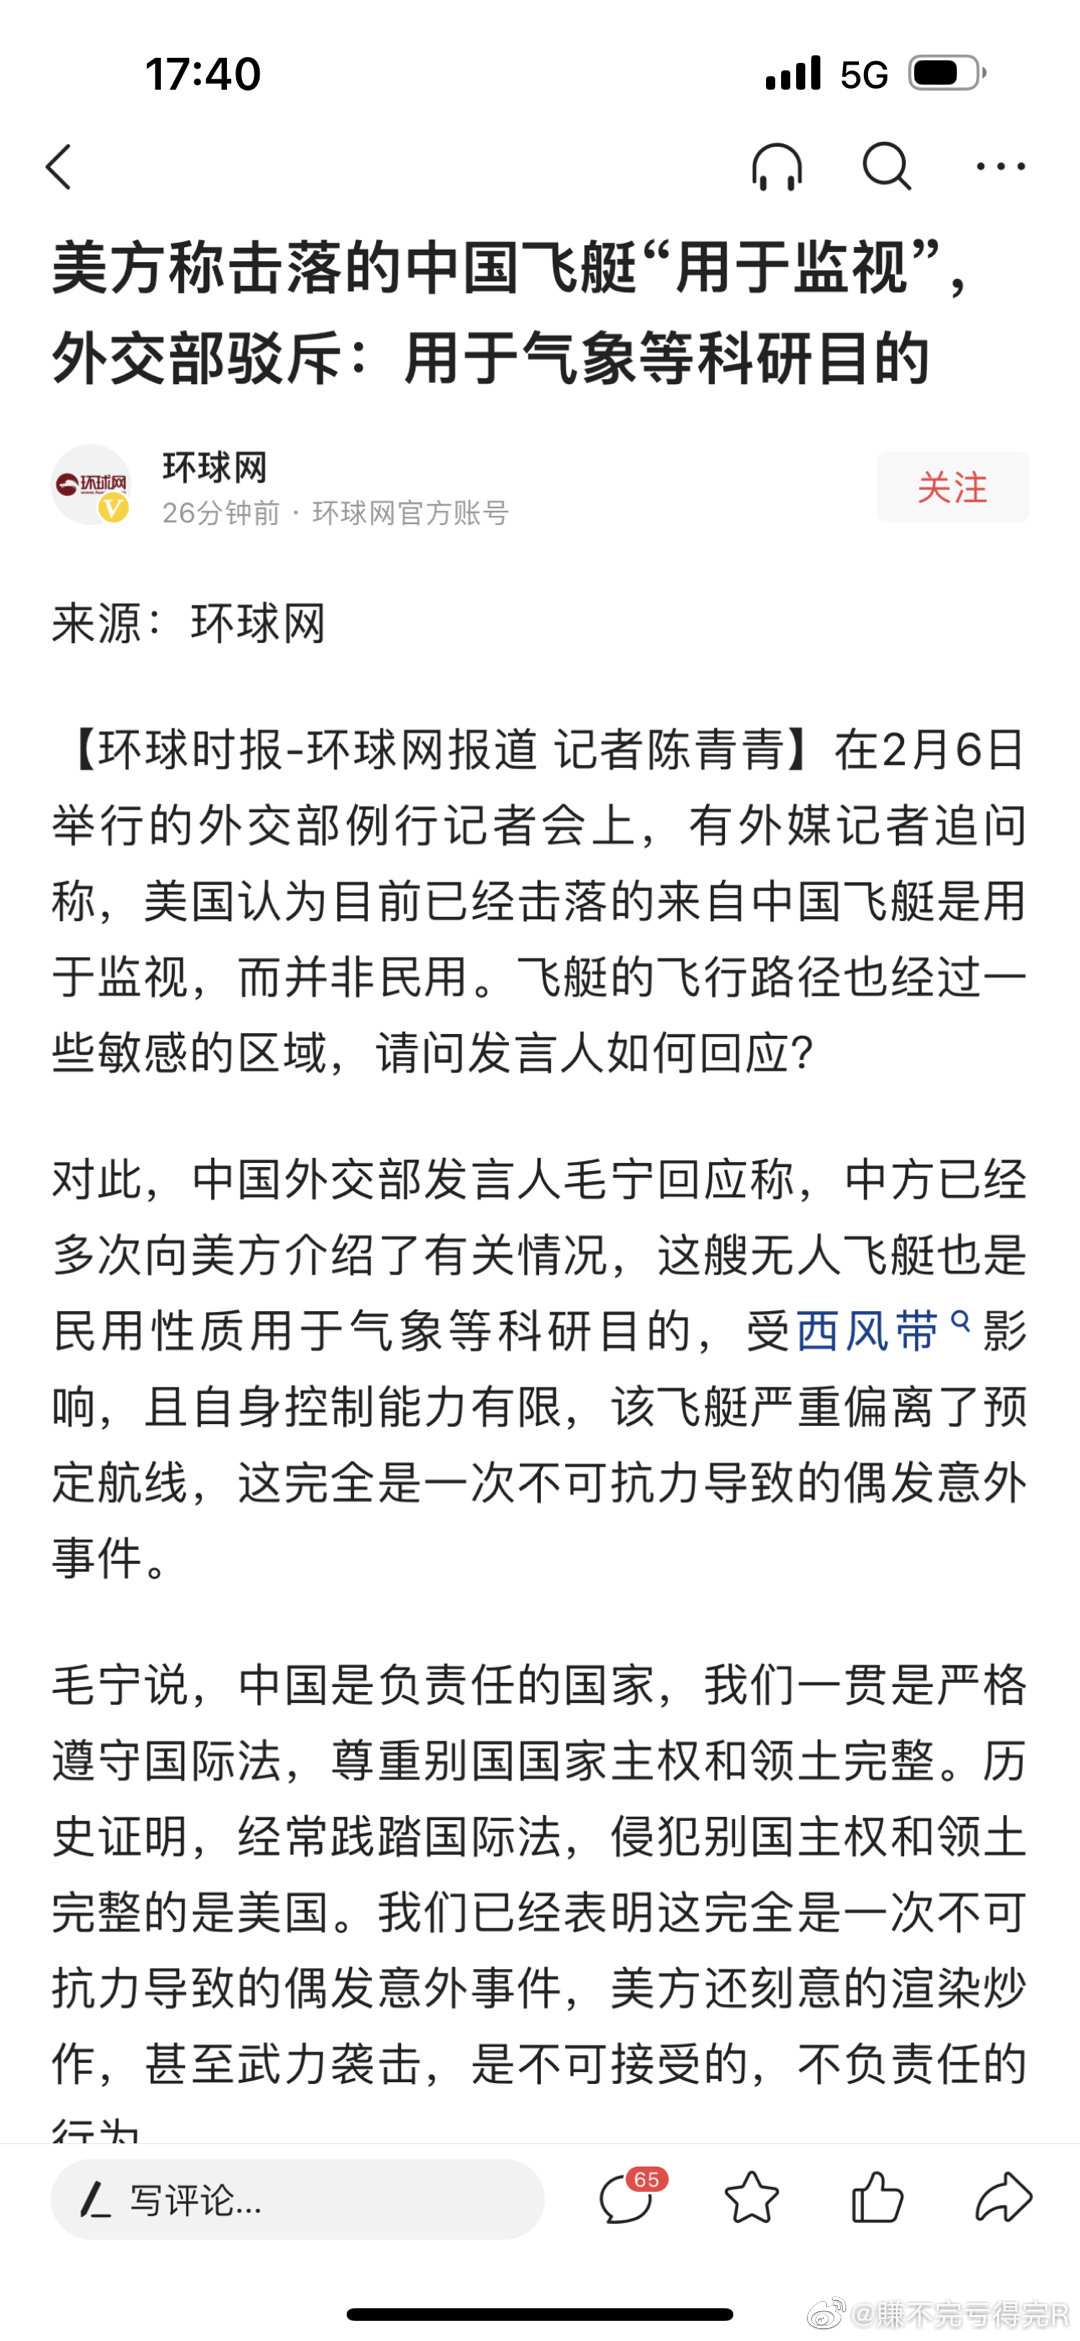 17:40
5G
美方称击落的中国飞艇“用于监视”，
外交部驳斥：用于气象等科研目的
环球网
环球网
V
26分钟前 · 环球网官方账号
关注
来源：环球网
【环球时报-环球网报道 记者陈青青】在2月6日
举行的外交部例行记者会上，有外媒记者追问
称，美国认为目前已经击落的来自中国飞艇是用
于监视，而并非民用。飞艇的飞行路径也经过一
些敏感的区域，请问发言人如何回应？
对此，中国外交部发言人毛宁回应称，中方已经
多次向美方介绍了有关情况，这艘无人飞艇也是
民用性质用于气象等科研目的，受西风带影
响，且自身控制能力有限，该飞艇严重偏离了预
定航线，这完全是一次不可抗力导致的偶发意外
事件。
毛宁说，中国是负责任的国家，我们一贯是严格
遵守国际法，尊重别国国家主权和领土完整。历
史证明，经常践踏国际法，侵犯别国主权和领土
完整的是美国。我们已经表明这完全是一次不可
抗力导致的偶发意外事件，美方还刻意的渲染炒
作，甚至武力袭击，是不可接受的，不负责任的
行为
写评论...
65
@赚不完亏得完R